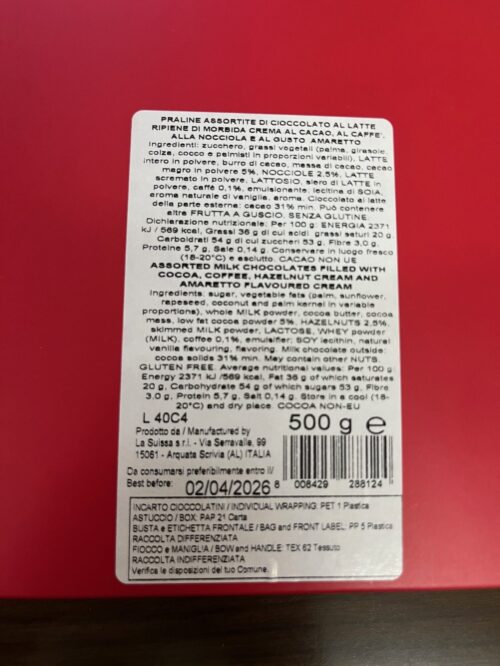 PRALINE ASSORTITE DI CIOCCOLATO AL LATTE
RIPIENE DI MORBIDA CREMA AL CACAO, AL CAFFE',
ALLA NOCCIOLA E AL GUSTO AMARETTO
Ingredienti: zucchero, grassi vegetali (palma, girasole,
colza, cocco e palmisti in proporzioni variabili), LATTE
intero in polvere, burro di cacao, massa di cacao, cacao
magro in polvere 5%, NOCCIOLE 2.5%, LATTE
scremato in polvere, LATTOSIO, siero di LATTE in
polvere, caffè 0,1%, emulsionante: lecitina di SOIA,
aroma naturale di vaniglia, aroma. Cioccolato al latte
della parte esterna: cacao 31% min. Può contenere
altre FRUTTA A GUSCIO. SENZA GLUTINE.
Dichiarazione nutrizionale: Per 100 g: ENERGIA 2371
kJ / 569 kcal, Grassi 36 g di cui acidi grassi saturi 20 g
Carboidrati 54 g di cui zuccheri 53 g, Fibre 3,0 g,
Proteine 5,7 g, Sale 0,14 g. Conservare in luogo fresco
(18-20°C) e asciutto. CACAO NON UE
ASSORTED MILK CHOCOLATES FILLED WITH
COCOA, COFFEE, HAZELNUT CREAM AND
AMARETTO FLAVOURED CREAM
Ingredients: sugar, vegetable fats (palm, sunflower,
rapeseed, coconut and palm kernel in variable
proportions), whole MILK powder, cocoa butter, cocoa
mass, low fat cocoa powder 5%, HAZELNUTS 2.5%,
skimmed MILK powder, LACTOSE, WHEY powder
(MILK), coffee 0,1%, emulsifier: SOY lecithin, natural
vanilla flavouring, flavoring. Milk chocolate outside:
cocoa solids 31% min. May contain other NUTS.
GLUTEN FREE. Average nutritional values: Per 100 g
Energy 2371 kJ /569 kcal, Fat 36 g of which saturates
20 g, Carbohydrate 54 g of which sugars 53 g, Fibre
3.0 g, Protein 5,7 g, Salt 0,14 g. Store in a cool (18-
20°C) and dry place. COCOA NON-EU
L 40C4
500 g e
Prodotto da / Manufactured by
La Suissa s.r.l. - Via Serravalle, 99
15061 - Arquata Scrivia (AL) ITALIA
Da consumarsi preferibilmente entro il/
Best before: 02/04/2026
8 008429 288124
INCARTO CIOCCOLATINI / INDIVIDUAL WRAPPING: PET 1 Plastica
ASTUCCIO / BOX: PAP 21 Carta
BUSTA e ETICHETTA FRONTALE / BAG and FRONT LABEL: PP 5 Plastica
RACCOLTA DIFFERENZIATA
FIOCCO e MANIGLIA / BOW and HANDLE: TEX 62 Tessuto
RACCOLTA INDIFFERENZIATA
Verifica le disposizioni del tuo Comune.